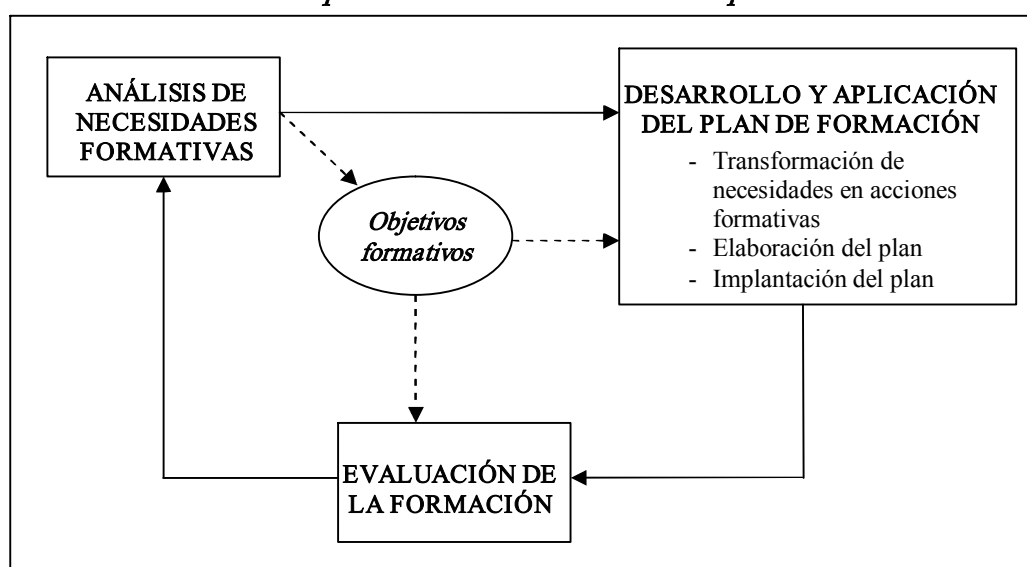 ANÁLISIS DE
NECESIDADES
FORMATIVAS
DESARROLLO Y APLICACIÓN
DEL PLAN DE FORMACIÓN
- Transformación de
necesidades en acciones
formativas
- Elaboración del plan
- Implantación del plan
Objetivos
formativos
EVALUACIÓN DE
LA FORMACIÓN